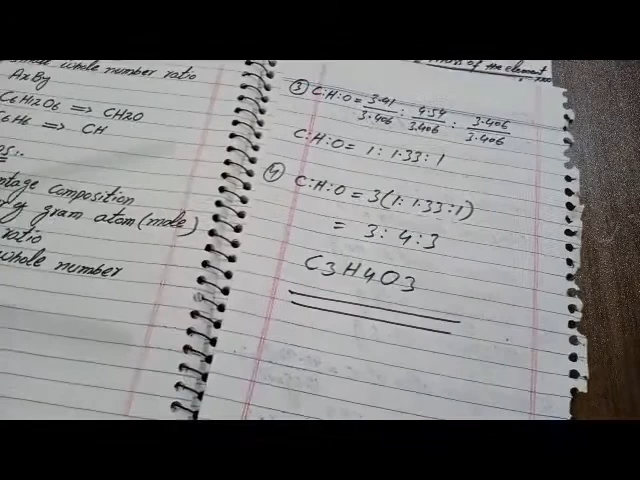 whole number ratio
AxBy
C6H12O6 => CH2O
C6H6 => CH
composition
of gram atom (mole)
ratio
whole number
of the element
③ C:H:O = 3.41/3.406 : 4.54/3.406 : 3.406/3.406
C:H:O = 1 : 1.33 : 1
④ C:H:O = 3(1 : 1.33 : 1)
= 3 : 4 : 3
C3H4O3